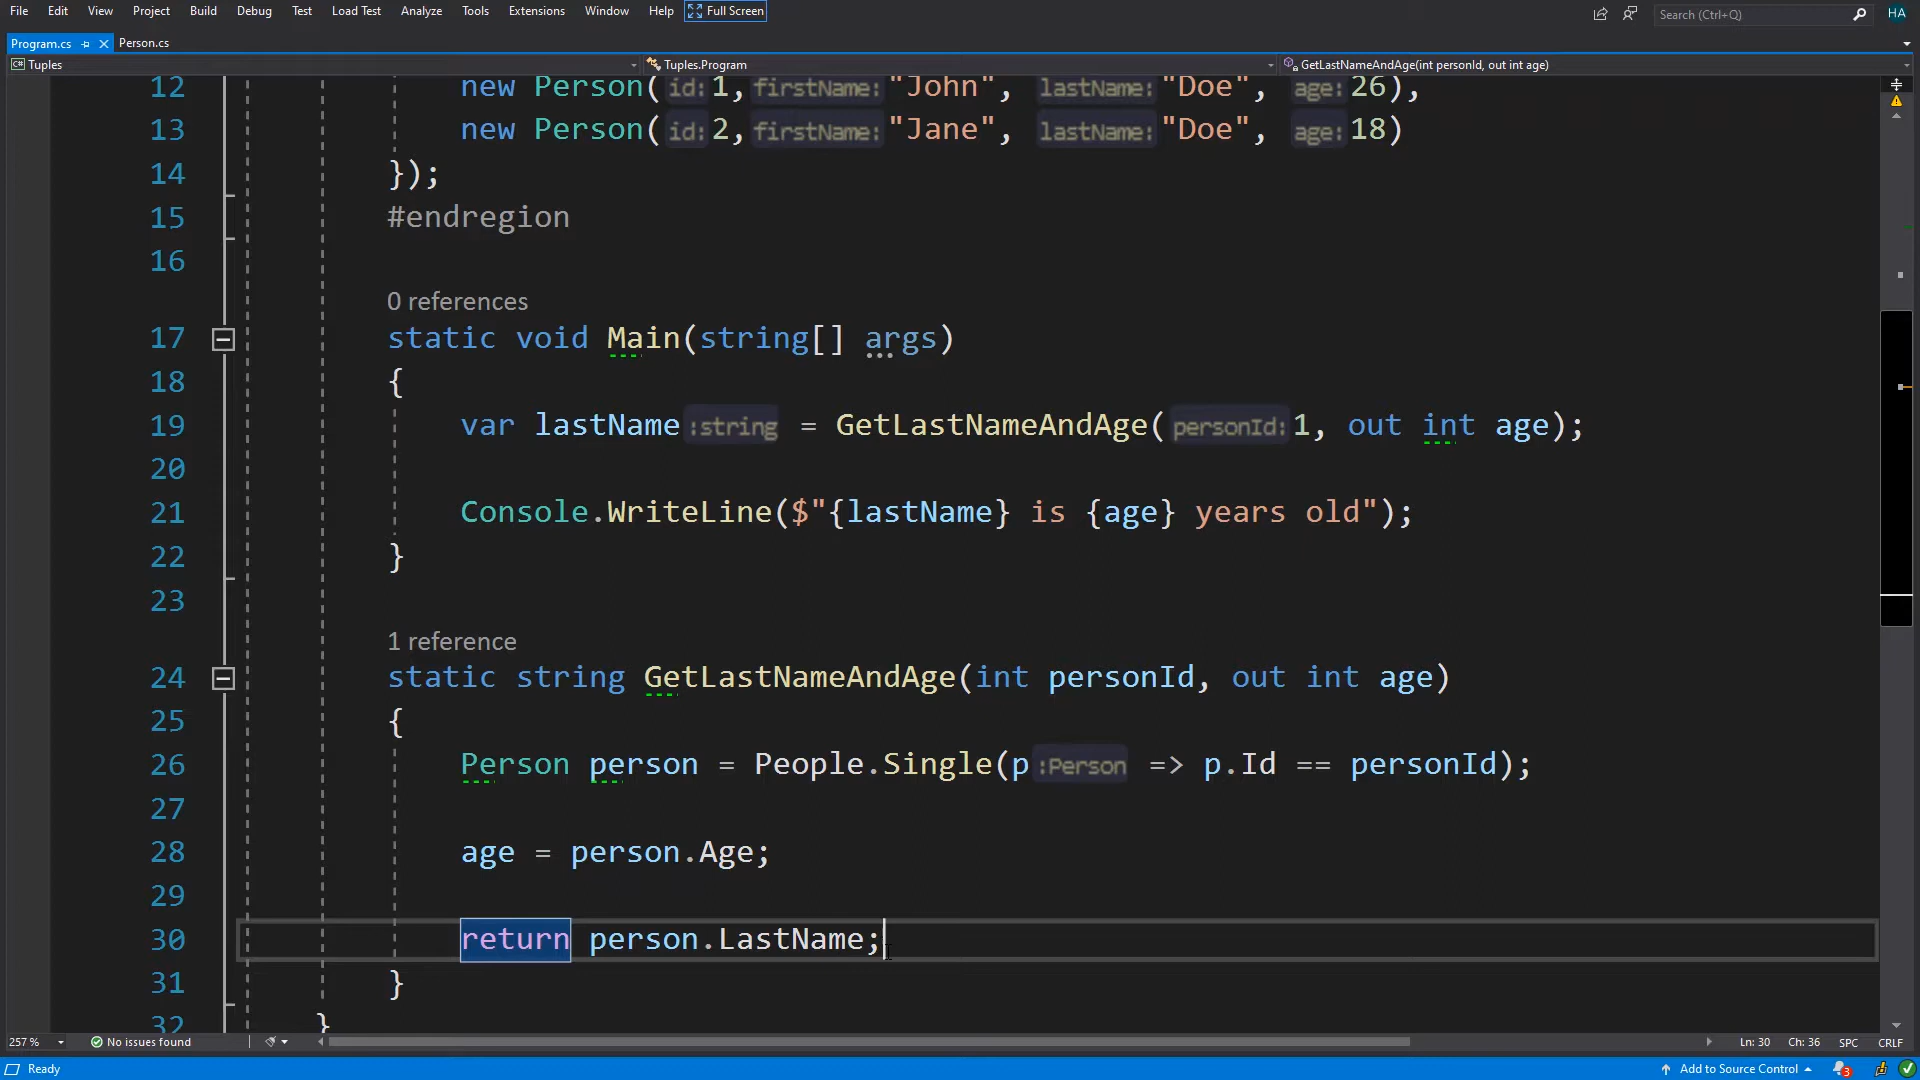 File Edit View Project Build Debug Test Load Test Analyze Tools Extensions Window Help Full Screen Search (Ctrl+Q) HA
Program.cs Person.cs
C# Tuples Tuples.Program GetLastNameAndAge(int personId, out int age)
12 new Person(id:1,firstName:"John", lastName:"Doe", age:26),
13 new Person(id:2,firstName:"Jane", lastName:"Doe", age:18)
14 });
15 #endregion
16
0 references
17 static void Main(string[] args)
18 {
19 var lastName:string = GetLastNameAndAge(personId:1, out int age);
20
21 Console.WriteLine($"{lastName} is {age} years old");
22 }
23
1 reference
24 static string GetLastNameAndAge(int personId, out int age)
25 {
26 Person person = People.Single(p:Person => p.Id == personId);
27
28 age = person.Age;
29
30 return person.LastName;
31 }
32 }
257 % No issues found Ln: 30 Ch: 36 SPC CRLF
Ready Add to Source Control 3